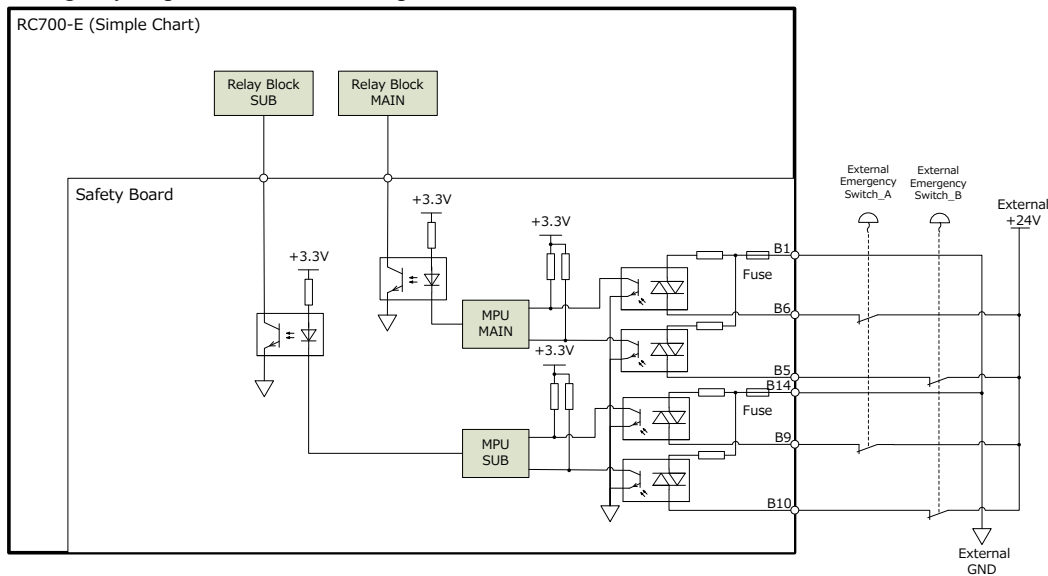 RC700-E (Simple Chart)
Relay Block
SUB
Relay Block
MAIN
Safety Board
+3.3V
+3.3V
+3.3V
+3.3V
MPU
MAIN
MPU
SUB
B1
Fuse
B6
B5
B14
Fuse
B9
B10
External
Emergency
Switch_A
External
Emergency
Switch_B
External
+24V
External
GND